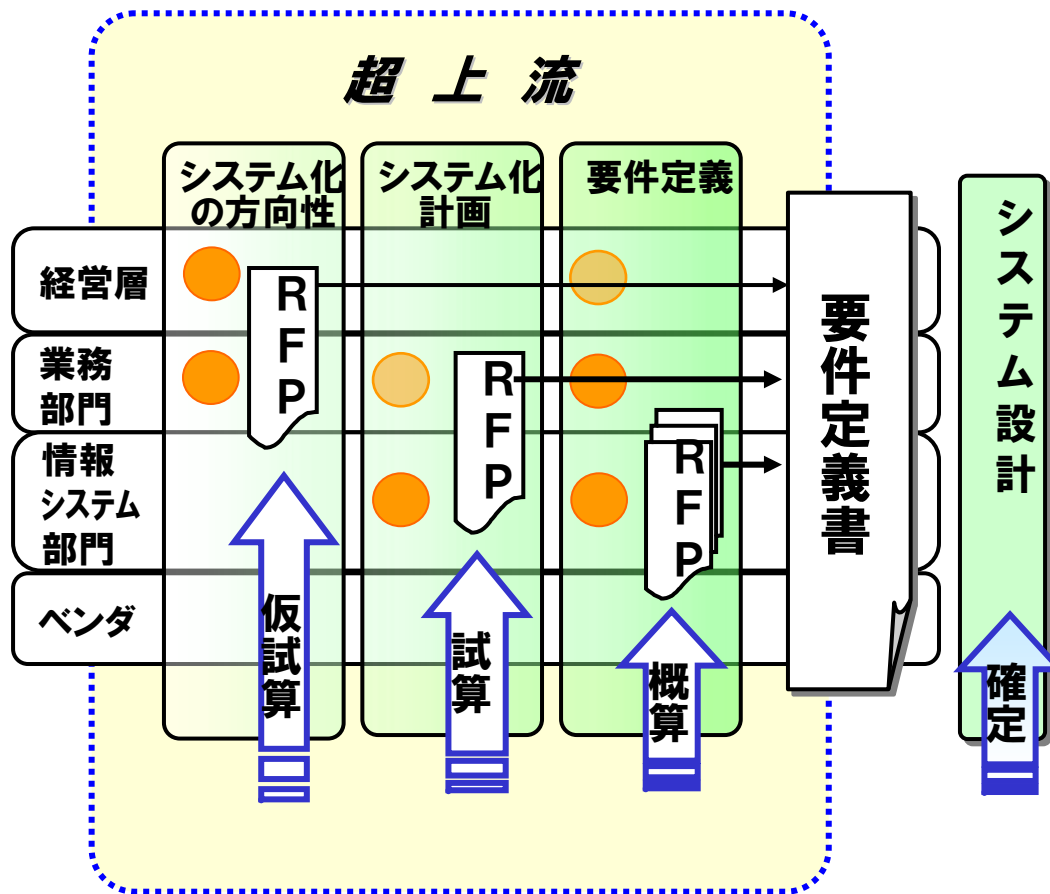 超上流
システム化
の方向性
システム化
計画
要件定義
経営層
業務
部門
情報
システム
部門
ベンダ
RFP
RFP
RFP
要件定義書
システム設計
仮試算
試算
概算
確定